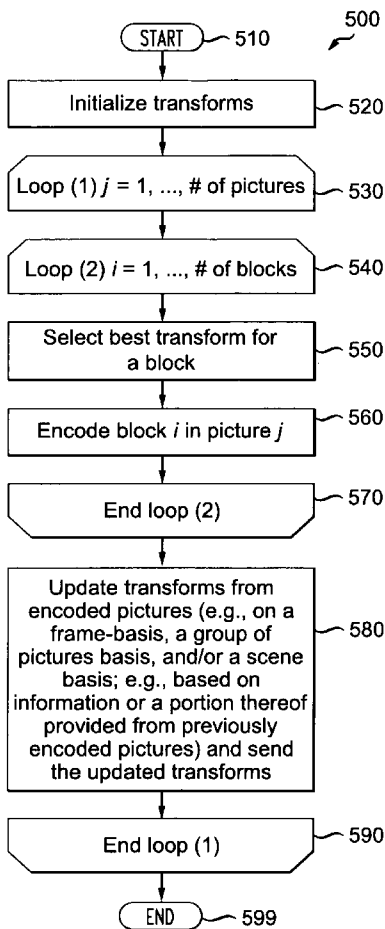 500
START
510
Initialize transforms
520
Loop (1) j = 1, ..., # of pictures
530
Loop (2) i = 1, ..., # of blocks
540
Select best transform for
a block
550
Encode block i in picture j
560
End loop (2)
570
Update transforms from
encoded pictures (e.g., on a
frame-basis, a group of
pictures basis, and/or a scene
basis; e.g., based on
information or a portion thereof
provided from previously
encoded pictures) and send
the updated transforms
580
End loop (1)
590
END
599